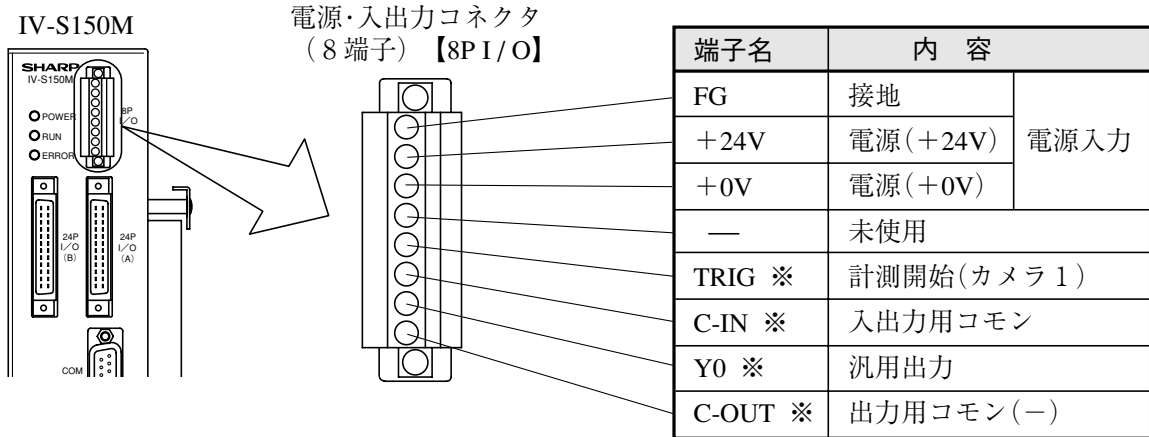 IV-S150M
電源･入出力コネクタ
（８端子）【8P I / O】
SHARP
IV-S150M
POWER
RUN
ERROR
8P
I／O
24P
I／O
(B)
24P
I／O
(A)
COM
端子名 内　容
FG 接地 電源入力
＋24V 電源(＋24V)
＋0V 電源(＋0V)
― 未使用
TRIG ※ 計測開始(カメラ１)
C-IN ※ 入出力用コモン
Y0 ※ 汎用出力
C-OUT ※ 出力用コモン(－)